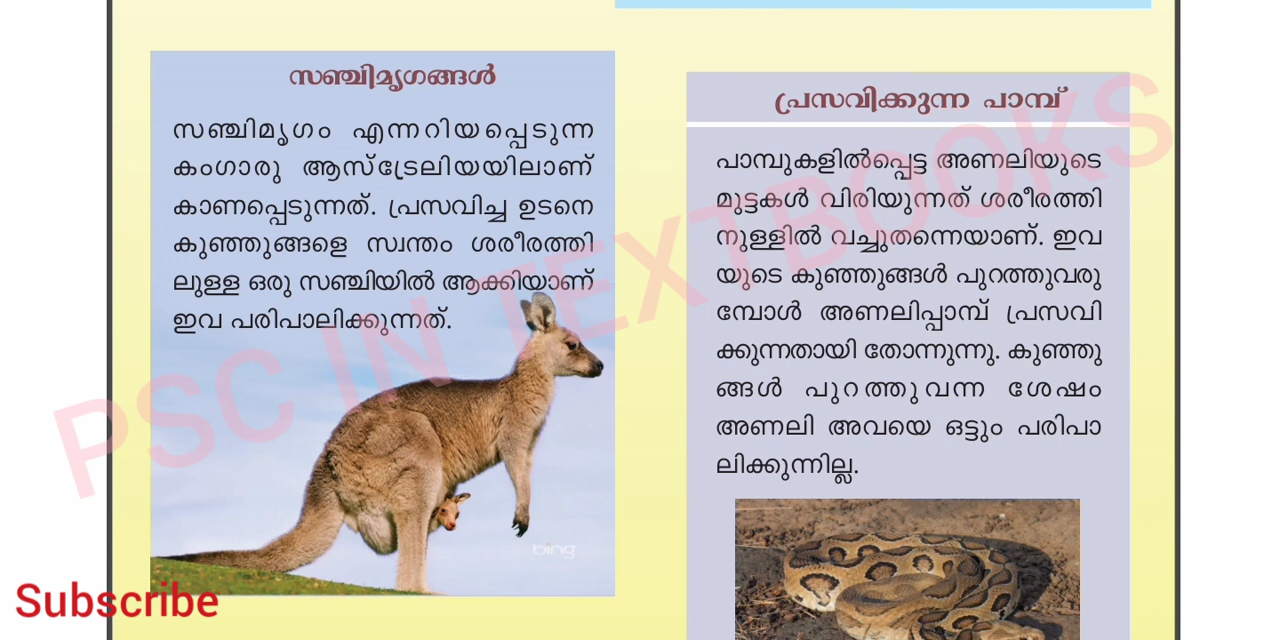 സഞ്ചിമൃഗങ്ങൾ
സഞ്ചിമൃഗം എന്നറിയപ്പെടുന്ന
കംഗാരു ആസ്ട്രേലിയയിലാണ്
കാണപ്പെടുന്നത്. പ്രസവിച്ച ഉടനെ
കുഞ്ഞുങ്ങളെ സ്വന്തം ശരീരത്തി
ലുള്ള ഒരു സഞ്ചിയിൽ ആക്കിയാണ്
ഇവ പരിപാലിക്കുന്നത്.
bing
പ്രസവിക്കുന്ന പാമ്പ്
പാമ്പുകളിൽപ്പെട്ട അണലിയുടെ
മുട്ടകൾ വിരിയുന്നത് ശരീരത്തി
നുള്ളിൽ വച്ചുതന്നെയാണ്. ഇവ
യുടെ കുഞ്ഞുങ്ങൾ പുറത്തുവരു
മ്പോൾ അണലിപ്പാമ്പ് പ്രസവി
ക്കുന്നതായി തോന്നുന്നു. കുഞ്ഞു
ങ്ങൾ പുറത്തുവന്ന ശേഷം
അണലി അവയെ ഒട്ടും പരിപാ
ലിക്കുന്നില്ല.
PSC IN TEXTBOOKS
Subscribe